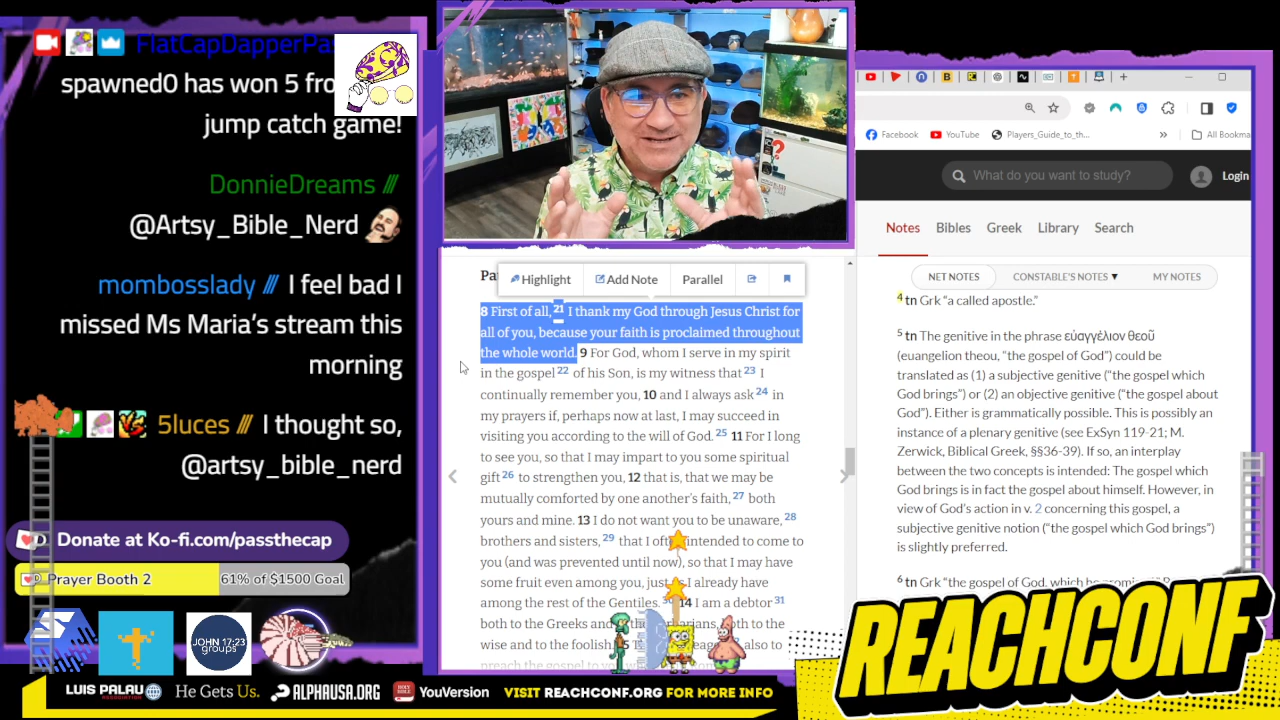 FlatCapDapperPa
spawned0 has won 5 fro
jump catch game!
DonnieDreams ///
@Artsy_Bible_Nerd
mombosslady /// I feel bad I
missed Ms Maria's stream this
morning
5luces /// I thought so,
@artsy_bible_nerd
Donate at Ko-fi.com/passthecap
Prayer Booth 2
61% of $1500 Goal
JOHN 17:23
groups
Pa
Highlight
Add Note
Parallel
8 First of all, 21 I thank my God through Jesus Christ for
all of you, because your faith is proclaimed throughout
the whole world. 9 For God, whom I serve in my spirit
in the gospel 22 of his Son, is my witness that 23 I
continually remember you, 10 and I always ask 24 in
my prayers if, perhaps now at last, I may succeed in
visiting you according to the will of God. 25 11 For I long
to see you, so that I may impart to you some spiritual
gift 26 to strengthen you, 12 that is, that we may be
mutually comforted by one another's faith, 27 both
yours and mine. 13 I do not want you to be unaware, 28
brothers and sisters, 29 that I intended to come to
you (and was prevented until now), so that I may have
some fruit even among you, just as I already have
among the rest of the Gentiles. 30 14 I am a debtor 31
both to the Greeks and to the barbarians, both to the
wise and to the foolish. also to
preach the gospel to you
Facebook
YouTube
Players_Guide_to_th...
»
All Bookma
What do you want to study?
Login
Notes
Bibles
Greek
Library
Search
NET NOTES
CONSTABLE'S NOTES ▼
MY NOTES
4 tn Grk "a called apostle."
5 tn The genitive in the phrase εὐαγγέλιον θεοῦ
(euangelion theou, "the gospel of God") could be
translated as (1) a subjective genitive ("the gospel which
God brings") or (2) an objective genitive ("the gospel about
God"). Either is grammatically possible. This is possibly an
instance of a plenary genitive (see ExSyn 119-21; M.
Zerwick, Biblical Greek, §§36-39). If so, an interplay
between the two concepts is intended: The gospel which
God brings is in fact the gospel about himself. However, in
view of God's action in v. 2 concerning this gospel, a
subjective genitive notion ("the gospel which God brings")
is slightly preferred.
6 tn Grk "the gospel of God, which he
REACHCONF
LUIS PALAU
He Gets Us.
ALPHAUSA.ORG
HOLY BIBLE
YouVersion
VISIT REACHCONF.ORG FOR MORE INFO